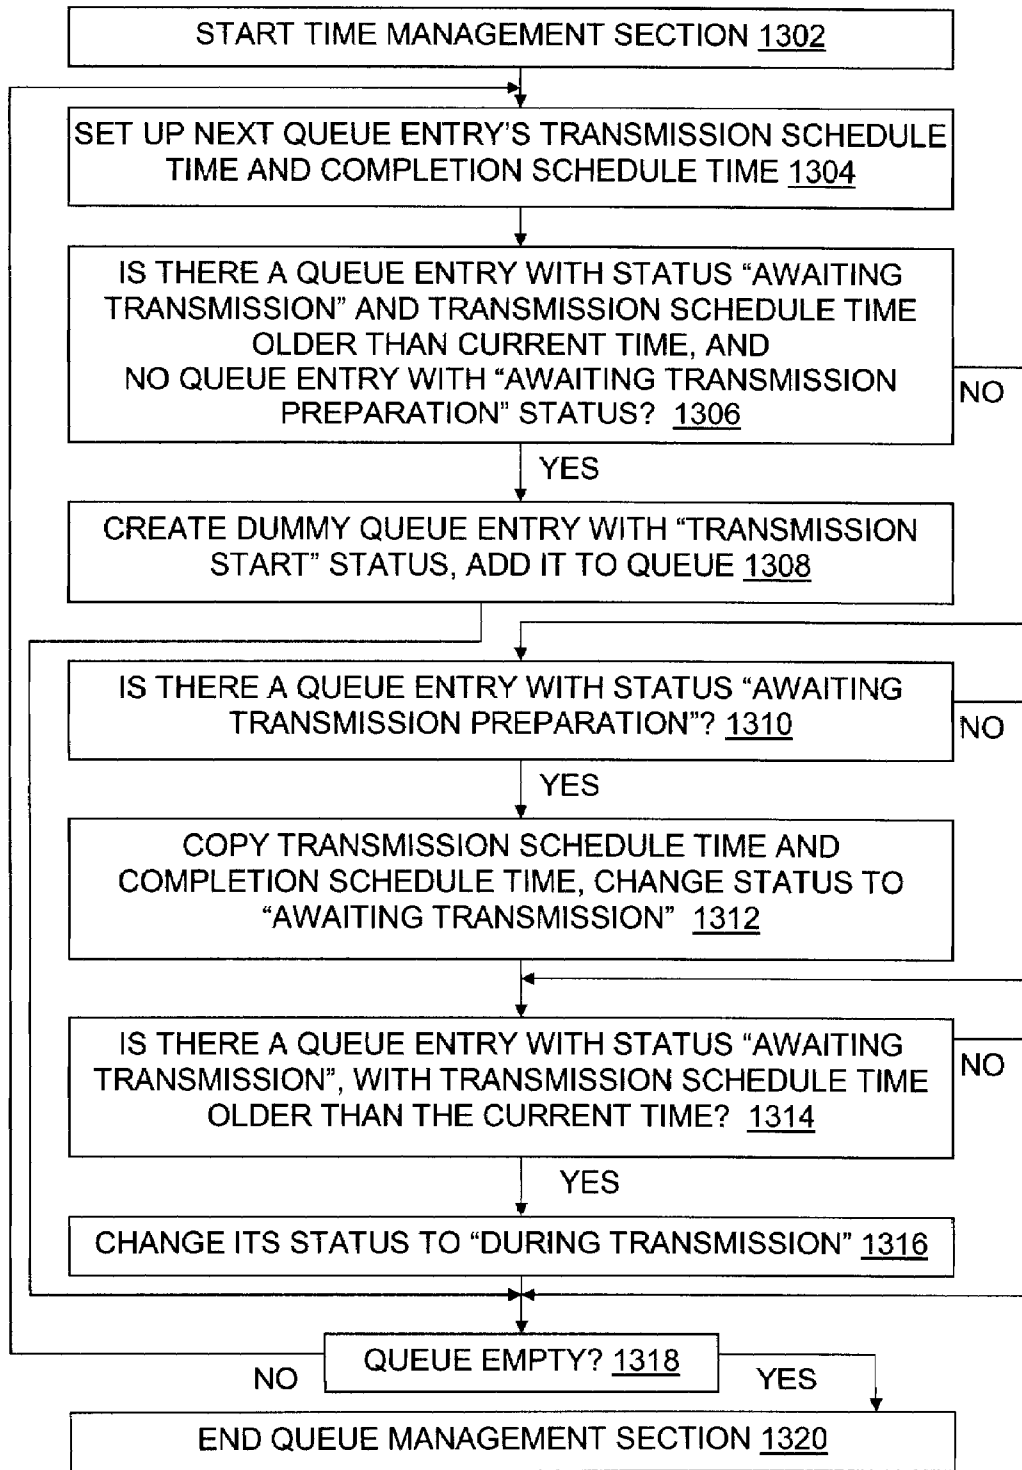 START TIME MANAGEMENT SECTION 1302
SET UP NEXT QUEUE ENTRY'S TRANSMISSION SCHEDULE
TIME AND COMPLETION SCHEDULE TIME 1304
IS THERE A QUEUE ENTRY WITH STATUS “AWAITING
TRANSMISSION” AND TRANSMISSION SCHEDULE TIME
OLDER THAN CURRENT TIME, AND
NO QUEUE ENTRY WITH “AWAITING TRANSMISSION
PREPARATION” STATUS? 1306
NO
YES
CREATE DUMMY QUEUE ENTRY WITH “TRANSMISSION
START” STATUS, ADD IT TO QUEUE 1308
IS THERE A QUEUE ENTRY WITH STATUS “AWAITING
TRANSMISSION PREPARATION”? 1310
NO
YES
COPY TRANSMISSION SCHEDULE TIME AND
COMPLETION SCHEDULE TIME, CHANGE STATUS TO
“AWAITING TRANSMISSION” 1312
IS THERE A QUEUE ENTRY WITH STATUS “AWAITING
TRANSMISSION”, WITH TRANSMISSION SCHEDULE TIME
OLDER THAN THE CURRENT TIME? 1314
NO
YES
CHANGE ITS STATUS TO “DURING TRANSMISSION” 1316
QUEUE EMPTY? 1318
NO
YES
END QUEUE MANAGEMENT SECTION 1320